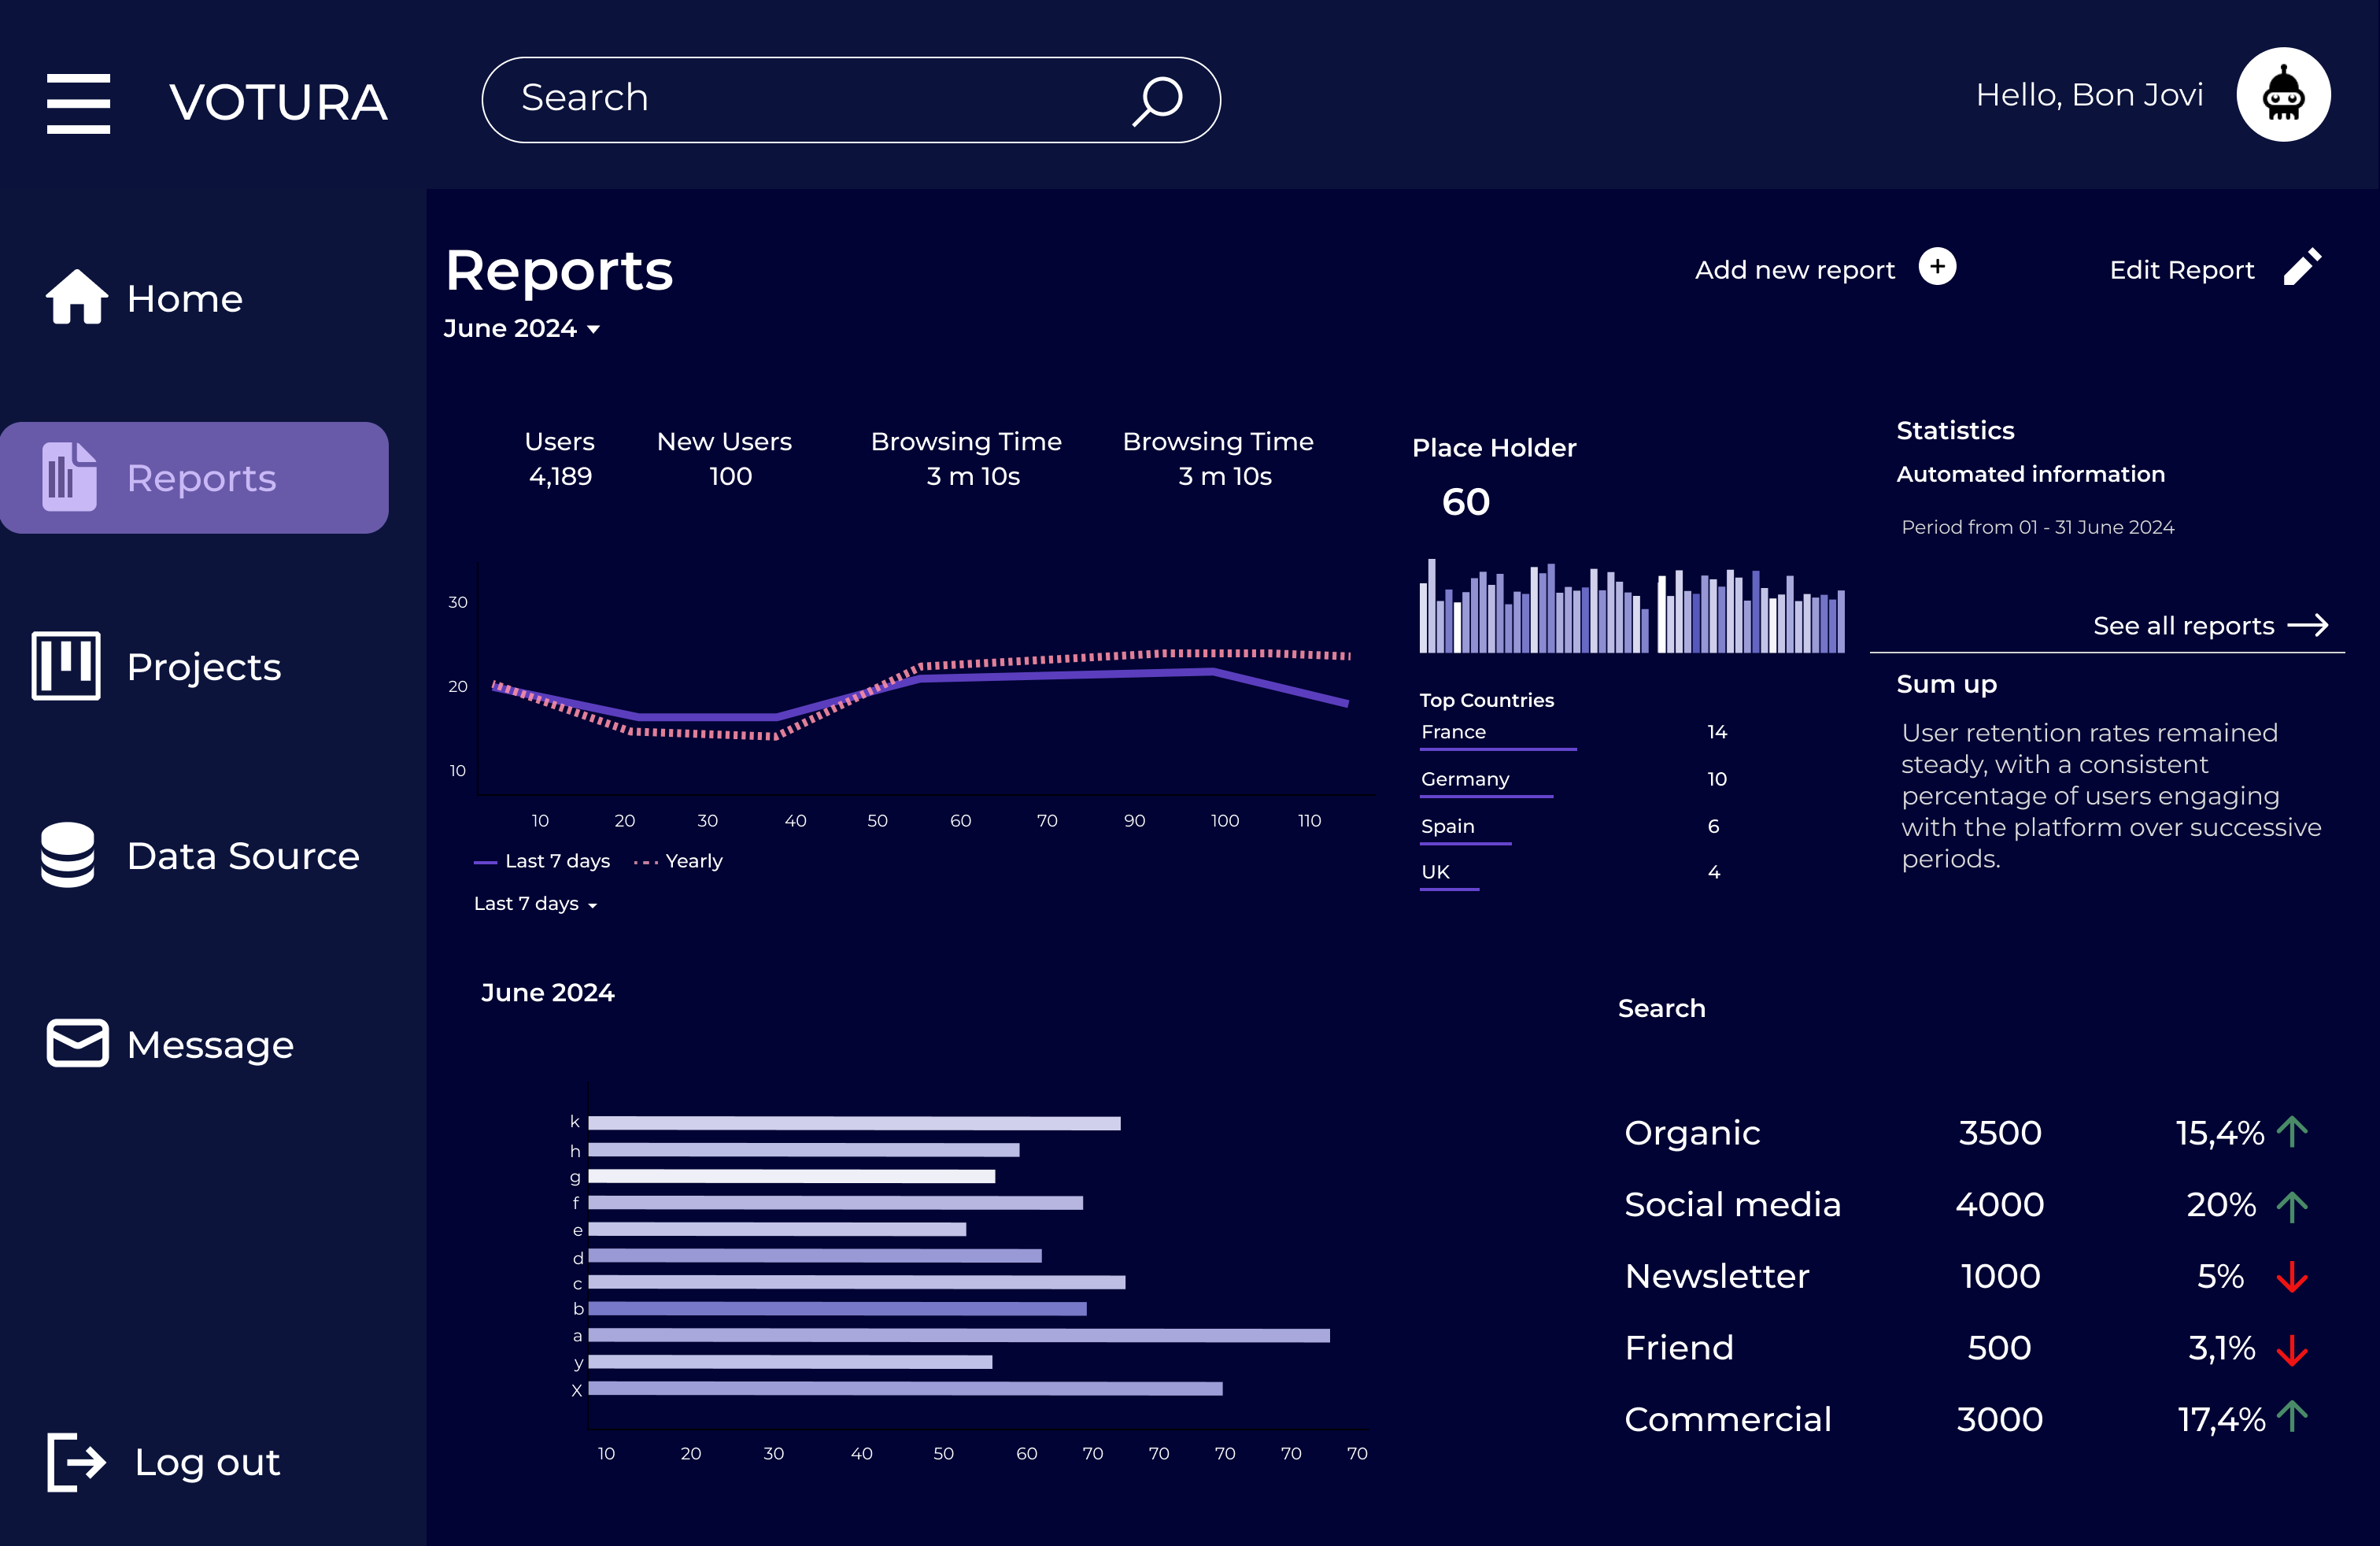 VOTURA
Search
Hello, Bon Jovi
Home
Reports
Projects
Data Source
Message
Log out
Reports
June 2024
Add new report
Edit Report
Users
4,189
New Users
100
Browsing Time
3 m 10s
Browsing Time
3 m 10s
30
20
10
10 20 30 40 50 60 70 90 100 110
Last 7 days Yearly
Last 7 days
Place Holder
60
Top Countries
France 14
Germany 10
Spain 6
UK 4
Statistics
Automated information
Period from 01 - 31 June 2024
See all reports
Sum up
User retention rates remained
steady, with a consistent
percentage of users engaging
with the platform over successive
periods.
June 2024
k
h
g
f
e
d
c
b
a
y
X
10 20 30 40 50 60 70 70 70 70 70
Search
Organic 3500 15,4%
Social media 4000 20%
Newsletter 1000 5%
Friend 500 3,1%
Commercial 3000 17,4%